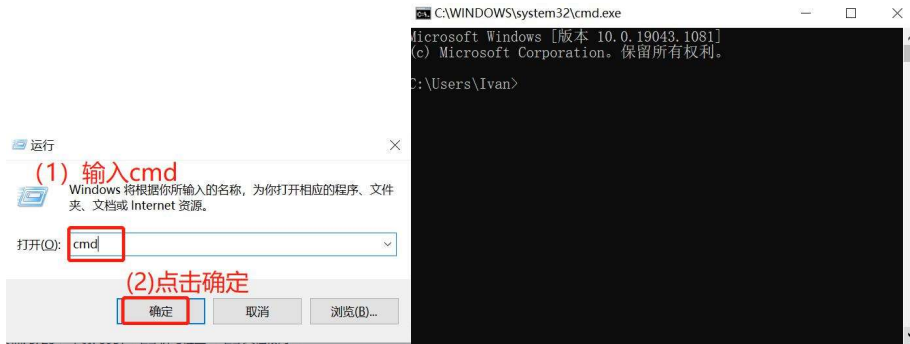 运行
(1) 输入cmd
Windows 将根据你所输入的名称，为你打开相应的程序、文件
夹、文档或 Internet 资源。
打开(O): cmd
(2)点击确定
确定 取消 浏览(B)...
C:\WINDOWS\system32\cmd.exe
Microsoft Windows [版本 10.0.19043.1081]
(c) Microsoft Corporation。保留所有权利。
C:\Users\Ivan>